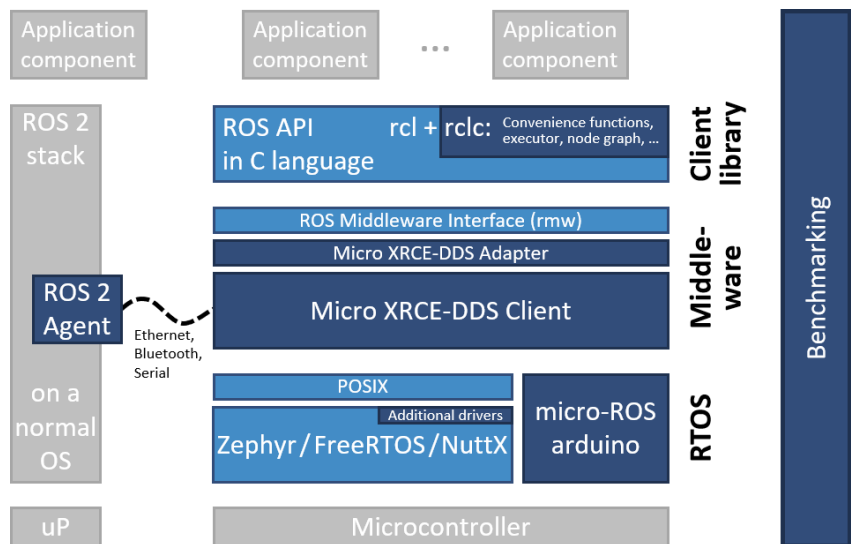 Application
component
Application
component
...
Application
component
ROS 2
stack
ROS API
in C language
rcl + rclc:
Convenience functions,
executor, node graph, ...
Client
library
ROS Middleware Interface (rmw)
Micro XRCE-DDS Adapter
Micro XRCE-DDS Client
Middle-
ware
ROS 2
Agent
Ethernet,
Bluetooth,
Serial
on a
normal
OS
POSIX
Additional drivers
Zephyr/FreeRTOS/NuttX
micro-ROS
arduino
RTOS
uP
Microcontroller
Benchmarking